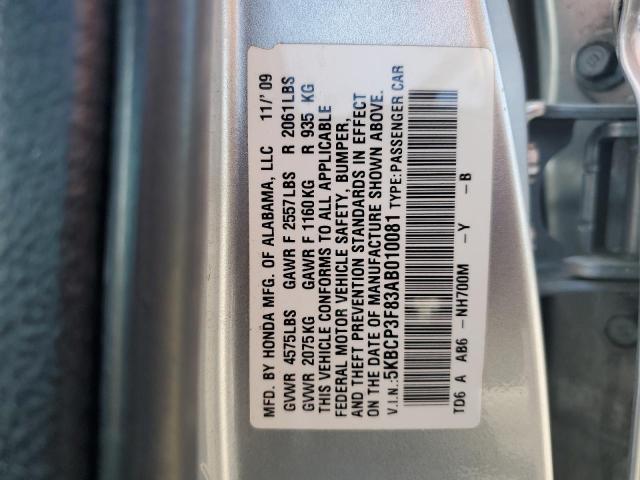 MFD. BY HONDA MFG. OF ALABAMA, LLC 11/'09
GVWR 4575LBS GAWR F 2557LBS R 2061LBS
GVWR 2075KG GAWR F 1160KG R 935 KG
THIS VEHICLE CONFORMS TO ALL APPLICABLE
FEDERAL MOTOR VEHICLE SAFETY, BUMPER,
AND THEFT PREVENTION STANDARDS IN EFFECT
ON THE DATE OF MANUFACTURE SHOWN ABOVE.
V.I.N.:5KBCP3F83AB010081 TYPE:PASSENGER CAR
TD6 A AB6 -NH700M -Y -B